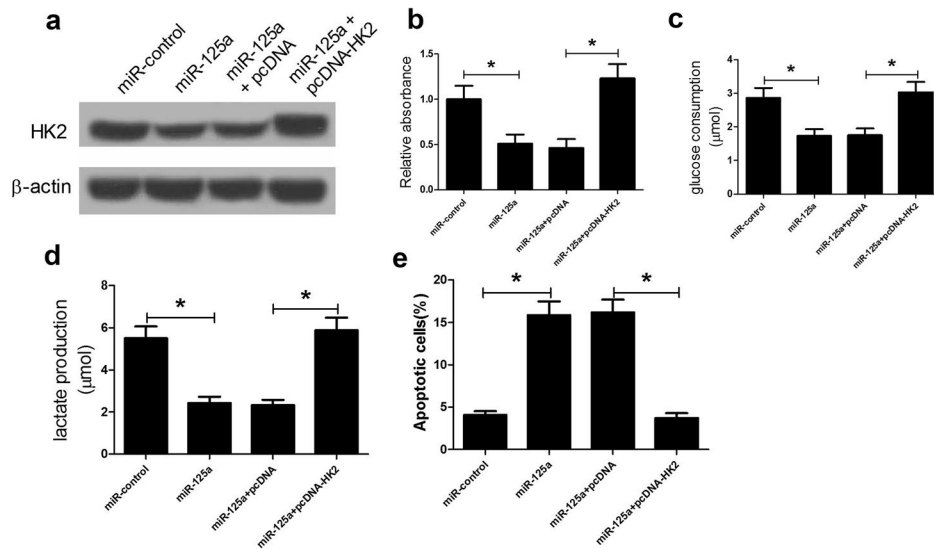 a
miR-control
miR-125a
miR-125a
+ pcDNA
miR-125a +
pcDNA-HK2
HK2
β-actin
b
Relative absorbance
1.5
1.0
0.5
0.0
*
*
miR-control
miR-125a
miR-125a+pcDNA
miR-125a+pcDNA-HK2
c
glucose consumption
(μmol)
4
3
2
1
0
*
*
miR-control
miR-125a
miR-125a+pcDNA
miR-125a+pcDNA-HK2
d
lactate production
(μmol)
8
6
4
2
0
*
*
miR-control
miR-125a
miR-125a+pcDNA
miR-125a+pcDNA-HK2
e
Apoptotic cells(%)
20
15
10
5
0
*
*
miR-control
miR-125a
miR-125a+pcDNA
miR-125a+pcDNA-HK2